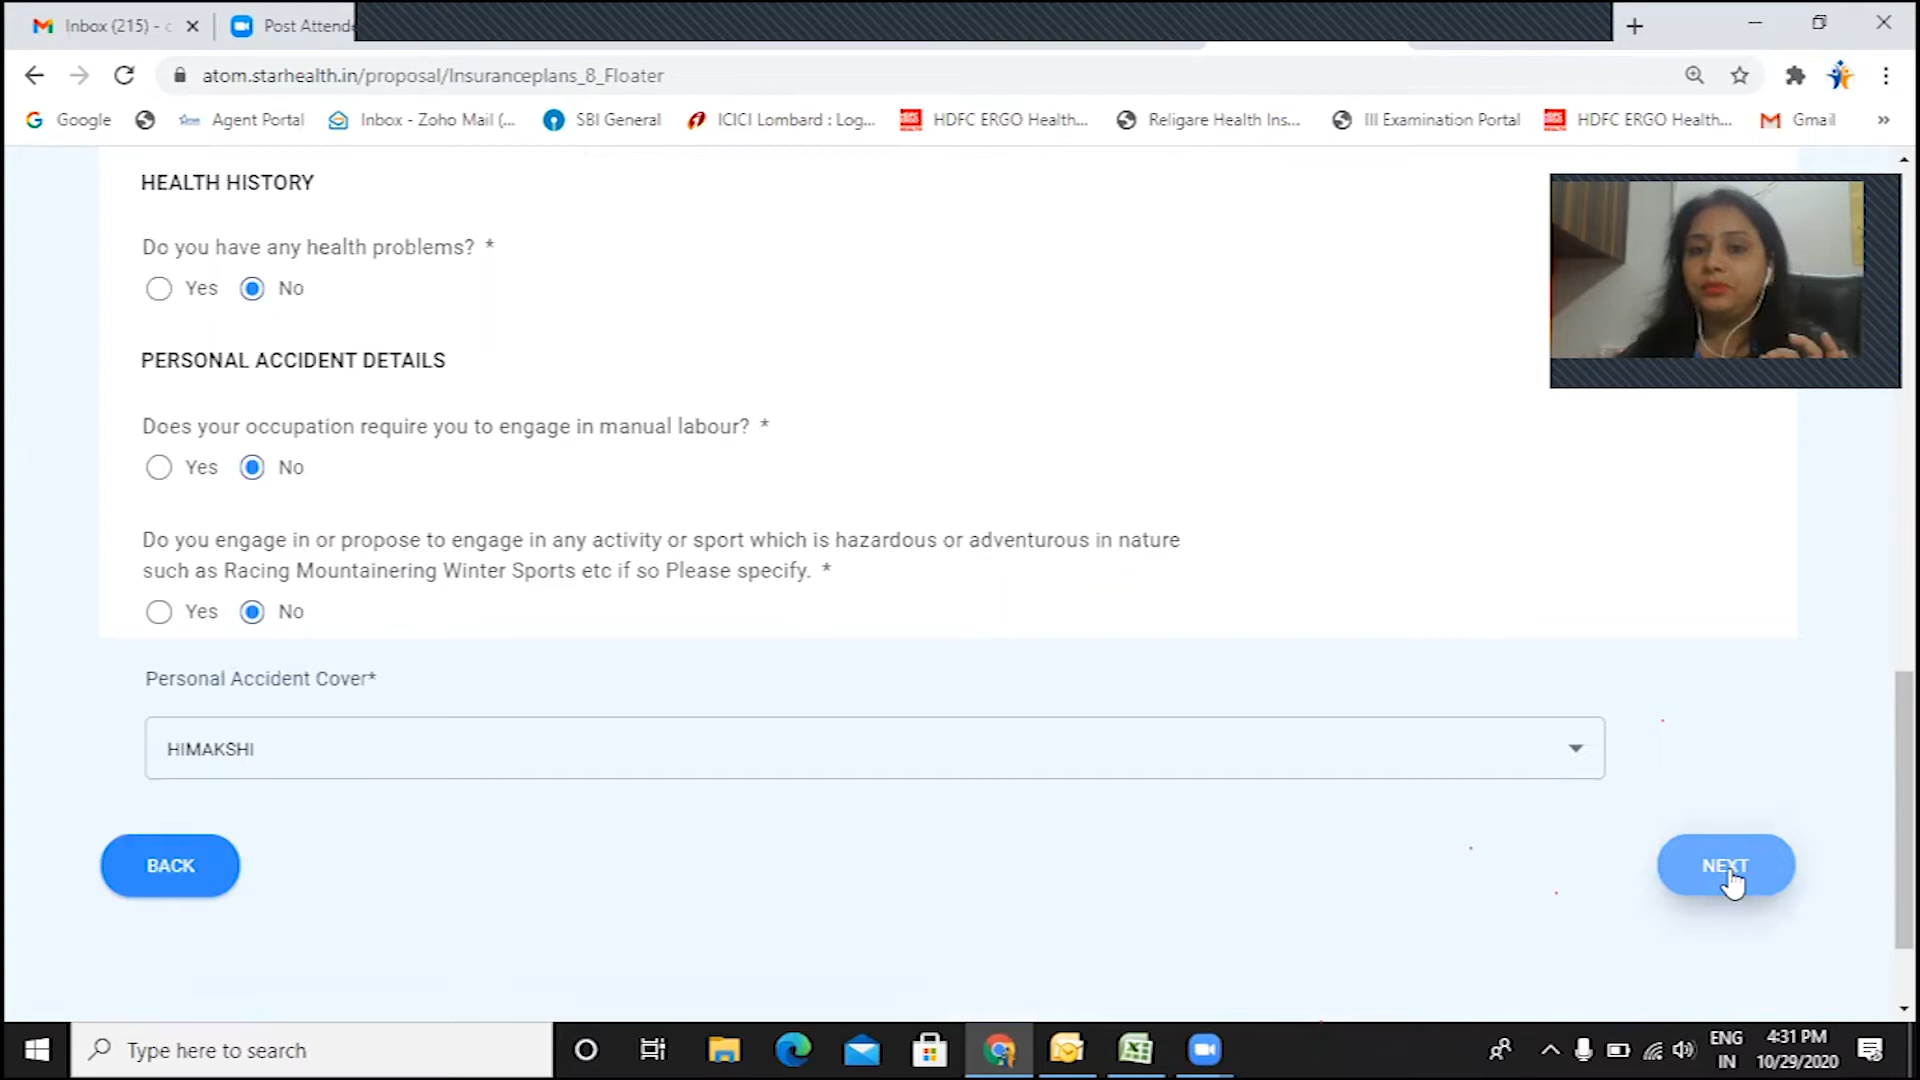 Inbox (215) - c
Post Attende
atom.starhealth.in/proposal/Insuranceplans_8_Floater
Google
Agent Portal
Inbox - Zoho Mail (...
SBI General
ICICI Lombard : Log...
HDFC ERGO Health...
Religare Health Ins...
III Examination Portal
HDFC ERGO Health...
Gmail
»
HEALTH HISTORY
Do you have any health problems? *
Yes No
PERSONAL ACCIDENT DETAILS
Does your occupation require you to engage in manual labour? *
Yes No
Do you engage in or propose to engage in any activity or sport which is hazardous or adventurous in nature
such as Racing Mountainering Winter Sports etc if so Please specify. *
Yes No
Personal Accident Cover*
HIMAKSHI
BACK
NEXT
Type here to search
ENG
IN
4:31 PM
10/29/2020